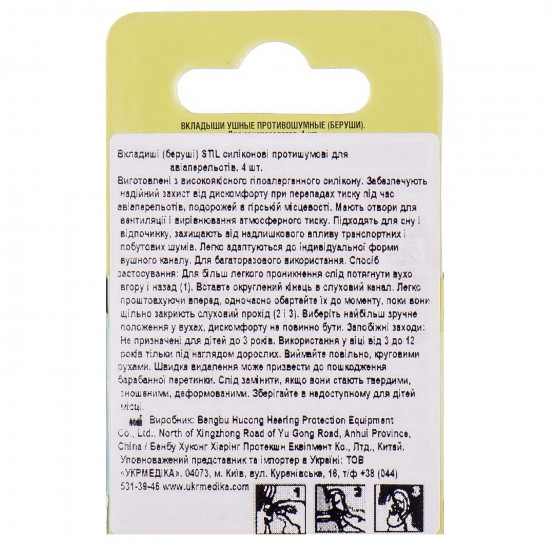 ВКЛАДЫШИ УШНЫЕ ПРОТИВОШУМНЫЕ (БЕРУШИ).
Вкладиші (беруші) STIL силіконові протишумові для
авіаперельотів, 4 шт.
Виготовлені з високоякісного гіпоалергенного силікону. Забезпечують
надійний захист від дискомфорту при перепадах тиску під час
авіаперельотів, подорожей в гірській місцевості. Мають отвори для
вентиляції і вирівнювання атмосферного тиску. Підходять для сну і
відпочинку, захищають від надлишкового впливу транспортних і
побутових шумів. Легко адаптуються до індивідуальної форми
вушного каналу. Для багаторазового використання. Спосіб
застосування: Для більш легкого проникнення слід потягнути вухо
вгору і назад (1). Вставте округлений кінець в слуховий канал. Легко
проштовхуючи вперед, одночасно обертайте їх до моменту, поки вони
щільно закриють слуховий прохід (2 і 3). Виберіть найбільш зручне
положення у вухах, дискомфорту не повинно бути. Запобіжні заходи:
Не призначені для дітей до 3 років. Використання у віці від 3 до 12
років тільки під наглядом дорослих. Виймайте повільно, круговими
рухами. Швидка видалення може призвести до пошкодження
барабанної перетинки. Слід замінити, якщо вони стають твердими,
зношеними, деформованими. Зберігайте в недоступному для дітей
місці.
Виробник: Bengbu Hucong Hearing Protection Equipment
Co., Ltd., North of Xingzhong Road of Yu Gong Road, Anhui Province,
China / Бенбу Хуконг Хіарінг Протекшн Еквіпмент Ко., Лтд., Китай.
Уповноважений представник та імпортер в Україні: ТОВ
«УКРМЕДІКА», 04073, м. Київ, вул. Куренівська, 18, т/ф +38 (044)
531-39-46 www.ukrmedika.com
1 2 3